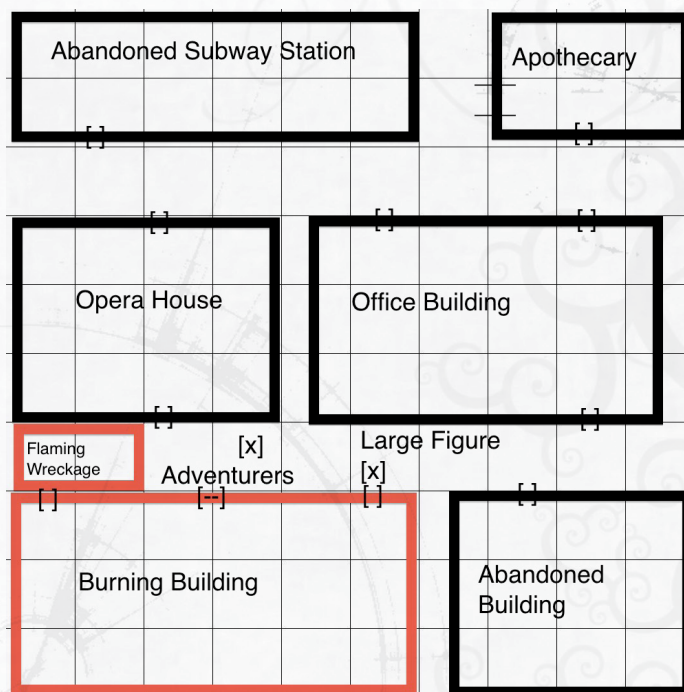 Abandoned Subway Station
Apothecary
[ ]
[ ]
[ ]
[ ]
[ ]
Opera House
Office Building
[ ]
[ ]
Flaming
Wreckage
[x]
Large Figure
Adventurers
[x]
[ ]
[--]
[ ]
[ ]
Burning Building
Abandoned
Building